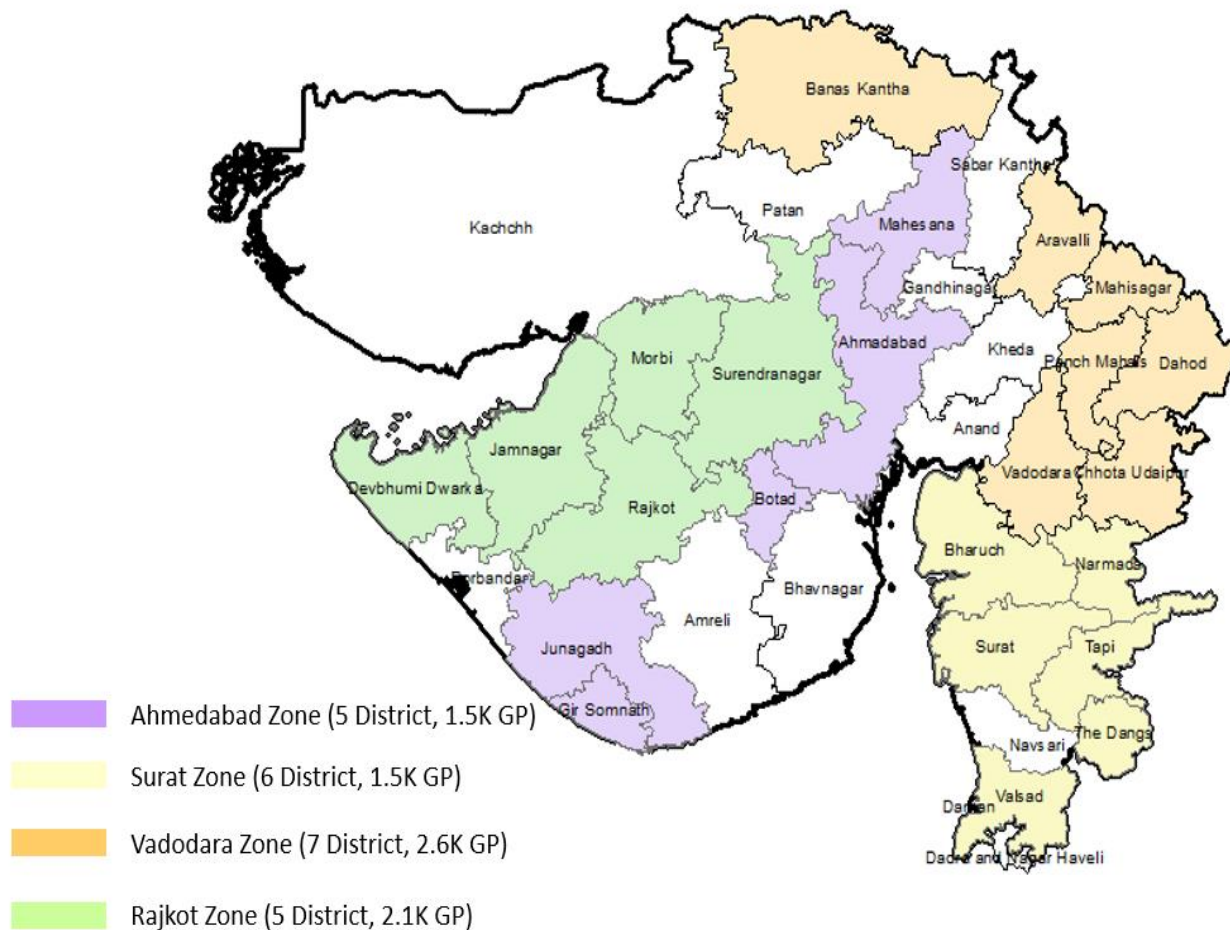 Banas Kantha
Sabar Kantha
Patan
Kachchh
Mahesana
Aravalli
Gandhinagar
Mahisagar
Ahmadabad
Kheda
Morbi
Panch Mahals
Dahod
Surendranagar
Anand
Jamnagar
Vadodara
Chhota Udaipur
Devbhumi Dwarka
Botad
Rajkot
Bharuch
Narmada
Porbandar
Bhavnagar
Amreli
Junagadh
Surat
Tapi
Gir Somnath
The Dangs
Navsari
Valsad
Daman
Dadra and Nagar Haveli
Ahmedabad Zone (5 District, 1.5K GP)
Surat Zone (6 District, 1.5K GP)
Vadodara Zone (7 District, 2.6K GP)
Rajkot Zone (5 District, 2.1K GP)